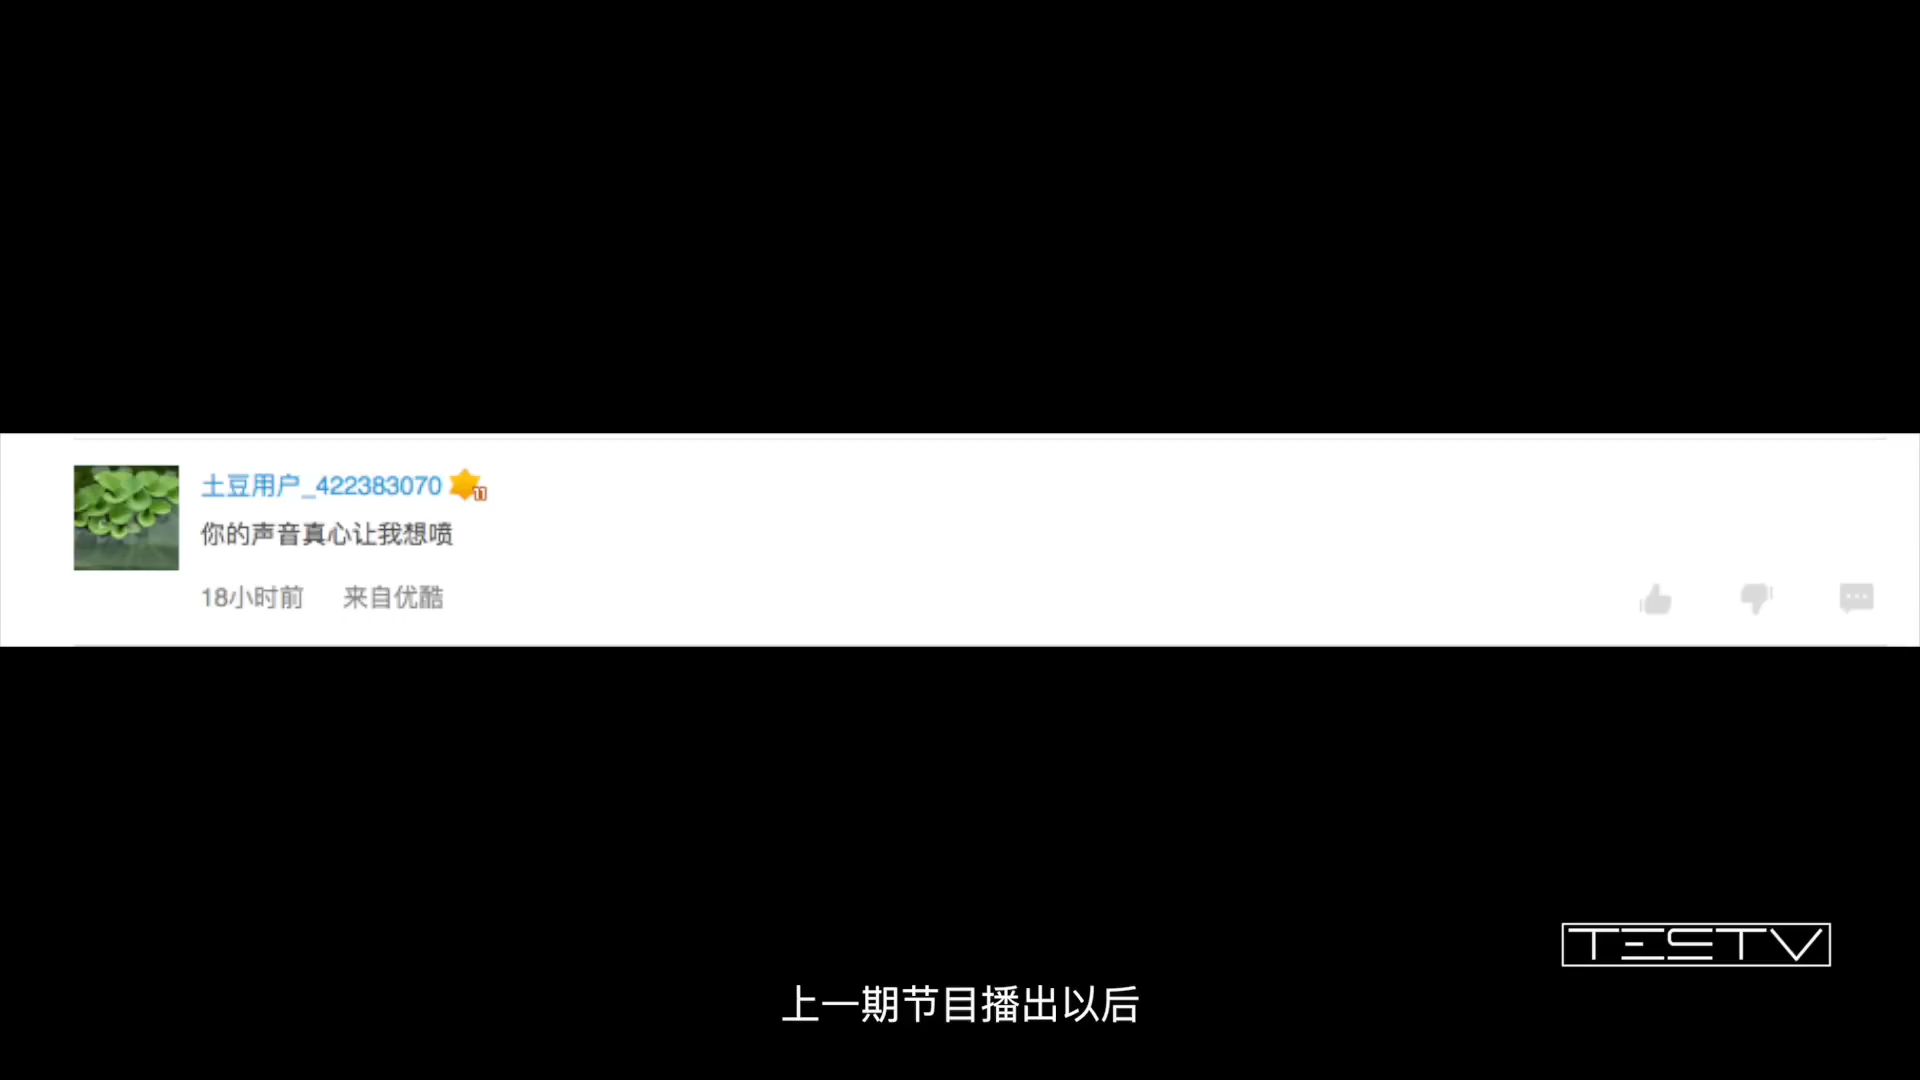 土豆用户_422383070
11
你的声音真心让我想喷
18小时前 来自优酷
TESTV
上一期节目播出以后